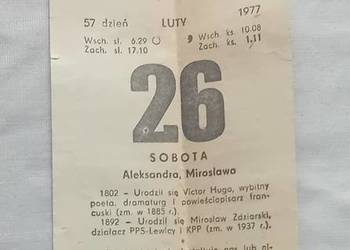 1977
57 dzień LUTY
Wsch. sł. 6.29 Wsch. ks. 10.08
Zach. sł. 17.10 Zach. ks. 1.11
26
SOBOTA
Aleksandra, Mirosława
1802 — Urodził się Victor Hugo, wybitny
poeta, dramaturg i powieściopisarz fran-
cuski (zm. w 1885 r.).
1892 — Urodził się Mirosław Zdziarski,
działacz PPS-Lewicy i KPP (zm. w 1937 r.).